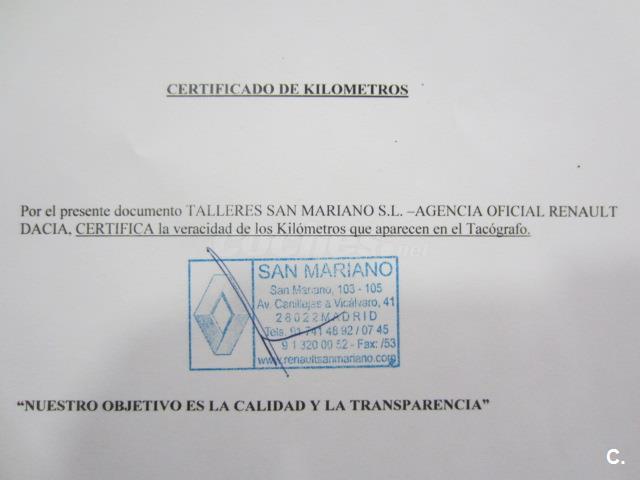 CERTIFICADO DE KILOMETROS
Por el presente documento TALLERES SAN MARIANO S.L. –AGENCIA OFICIAL RENAULT
DACIA, CERTIFICA la veracidad de los Kilómetros que aparecen en el Tacógrafo.
coches.net
SAN MARIANO
San Mariano, 103 - 105
Av. Canillejas a Vicálvaro, 41
28022 MADRID
Tels. 91 741 48 92 / 07 45
91 320 00 52 - Fax: /53
www.renaultsanmariano.com
“NUESTRO OBJETIVO ES LA CALIDAD Y LA TRANSPARENCIA”
C.